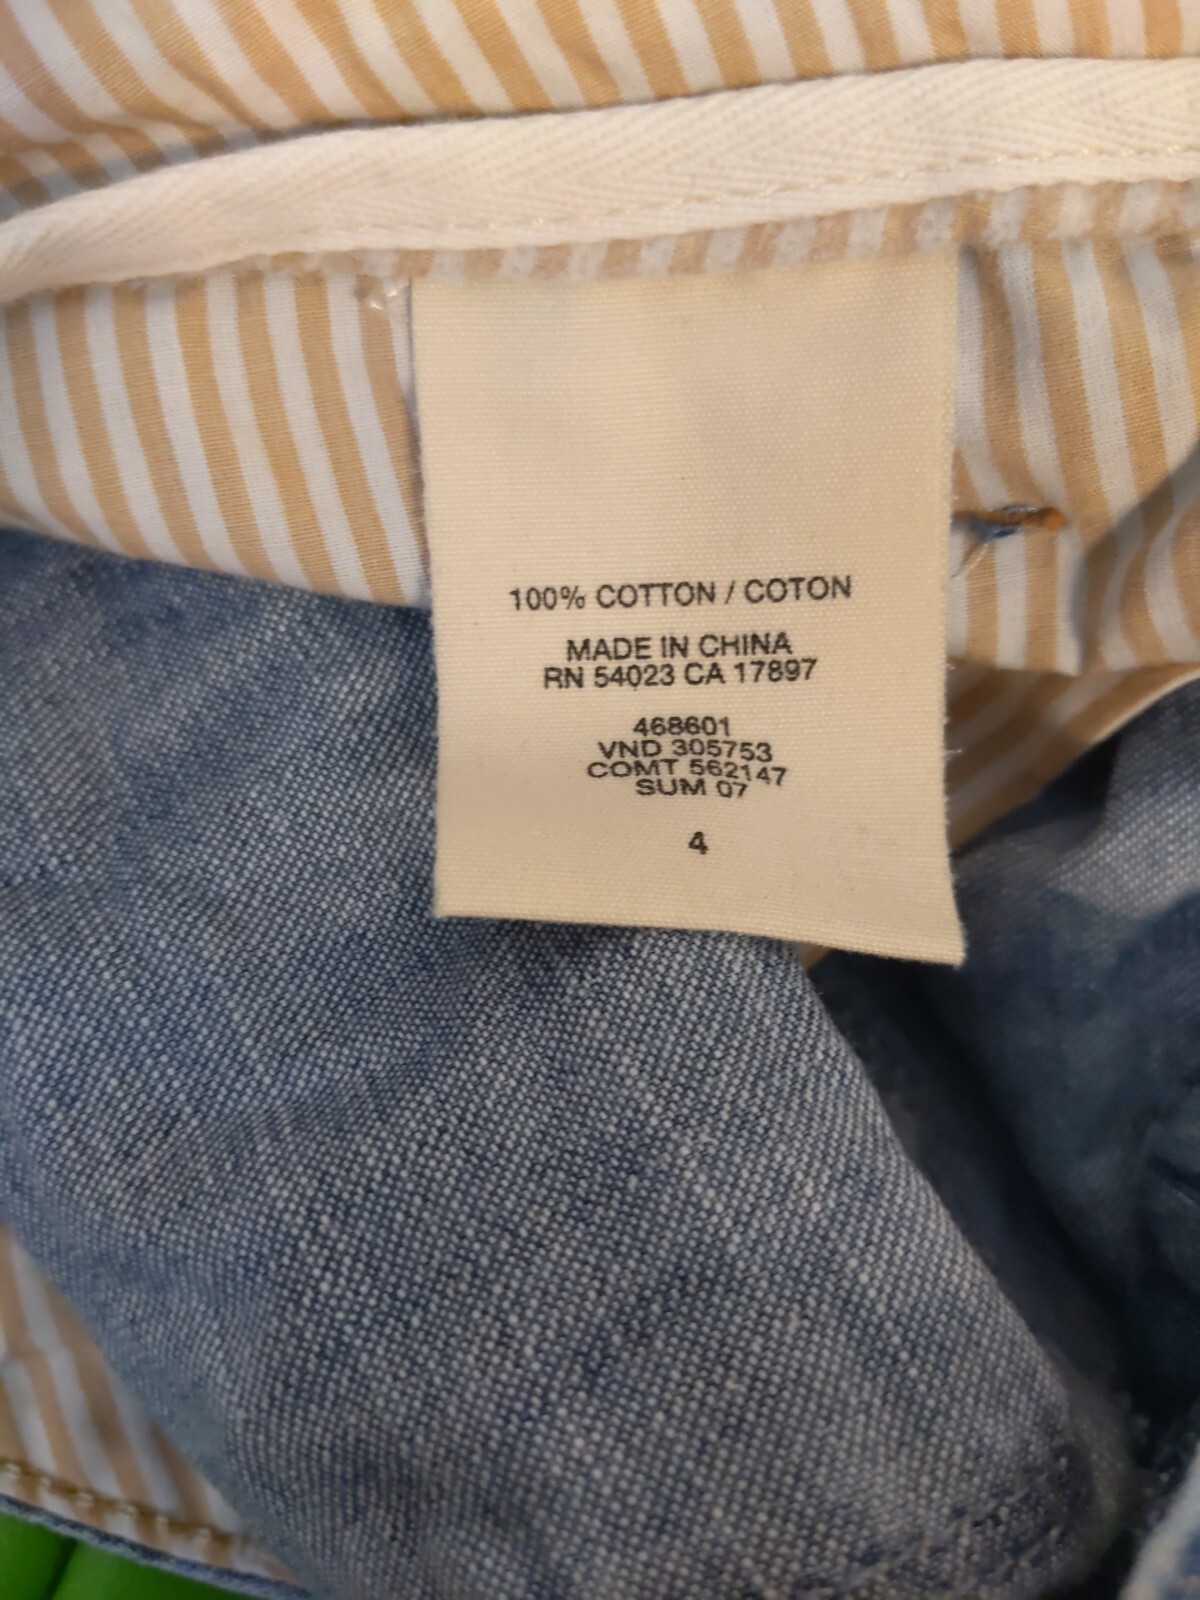 100% COTTON / COTON
MADE IN CHINA
RN 54023 CA 17897
468601
VND 305753
COMT 562147
SUM 07
4